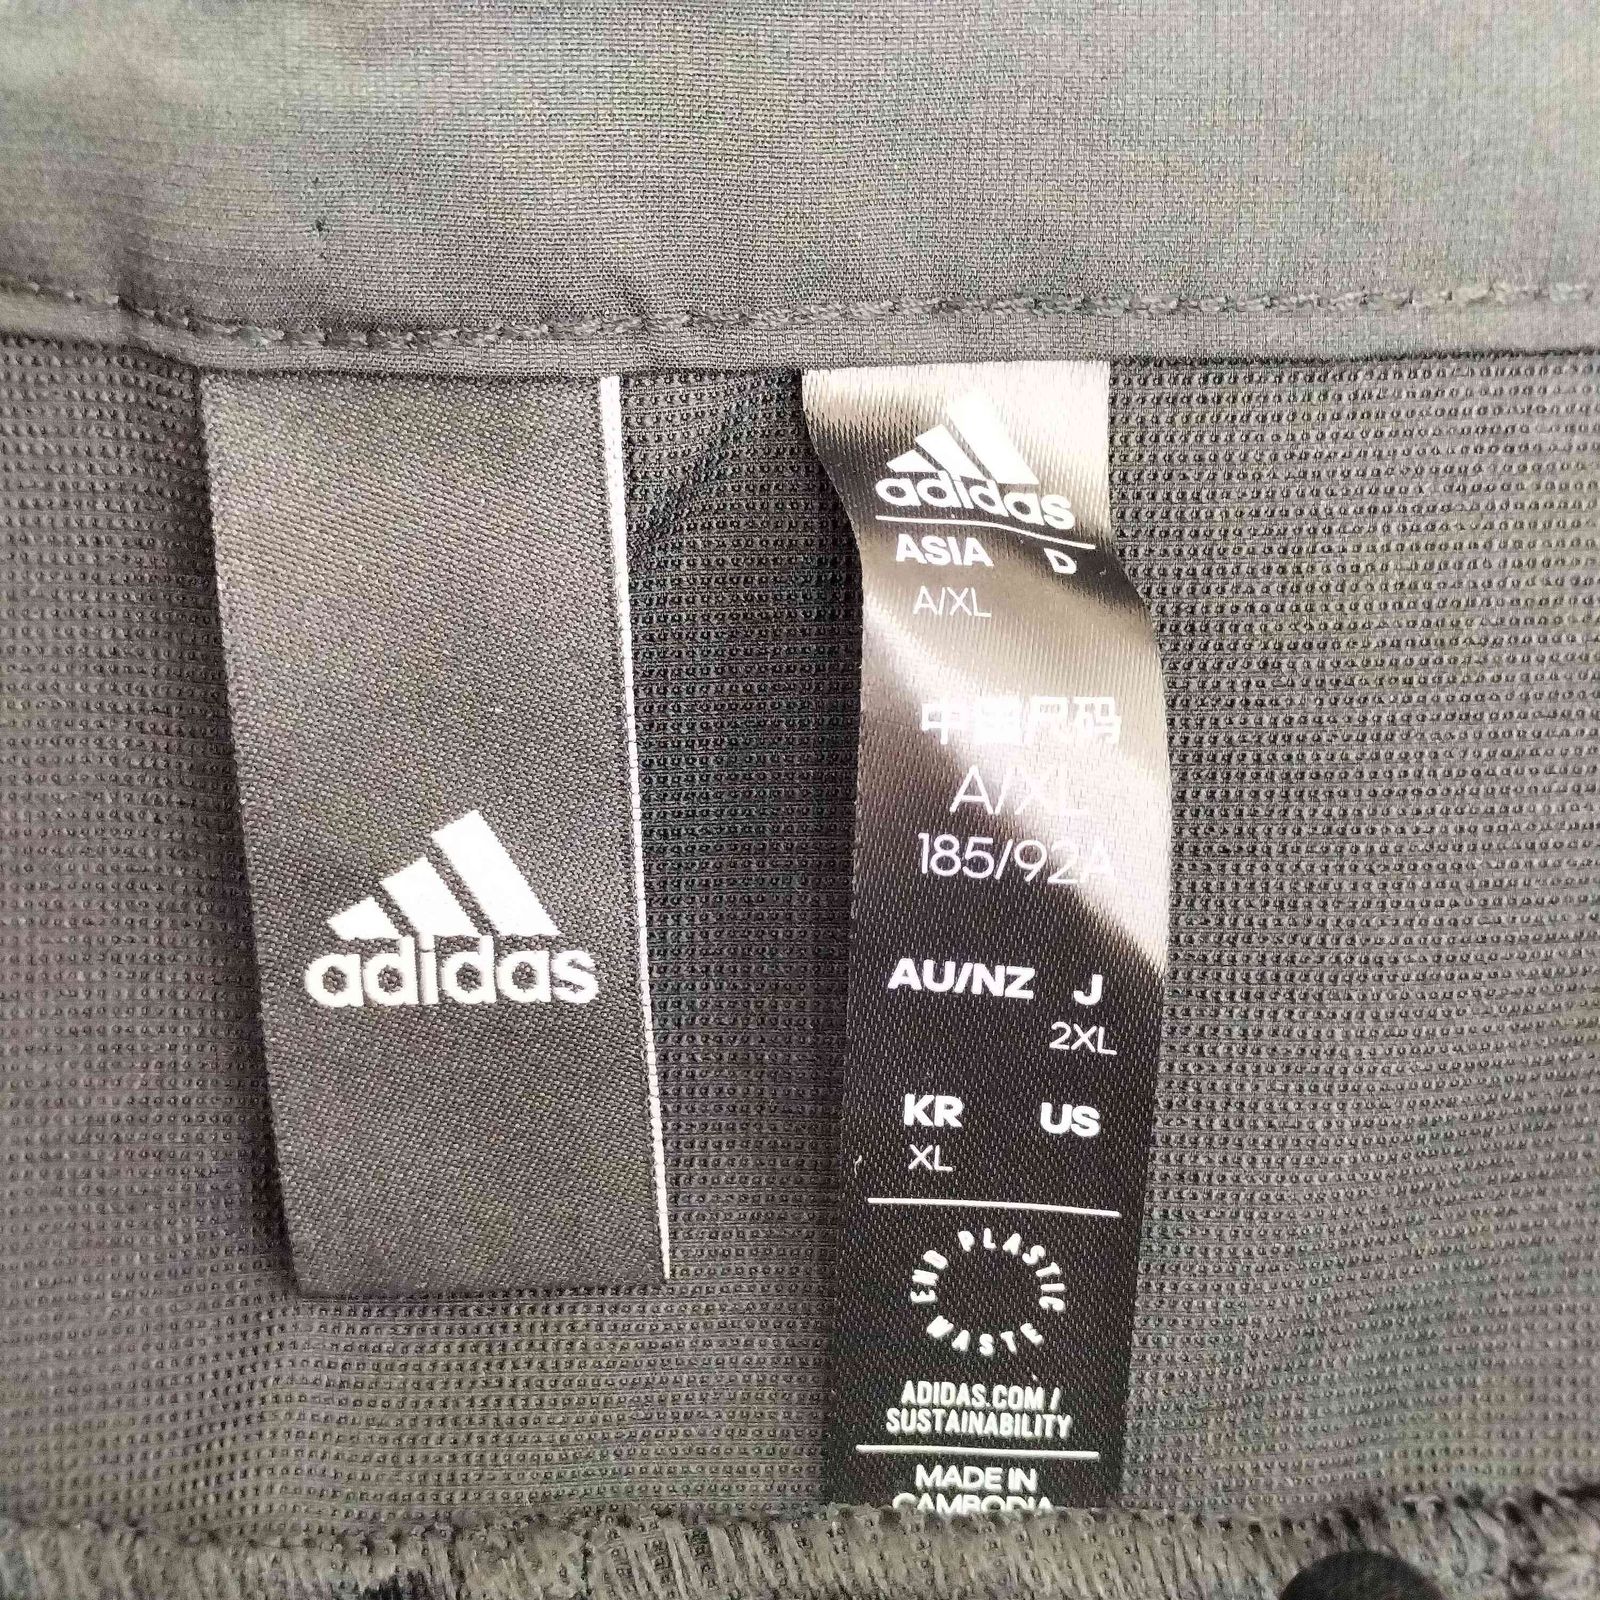 adidas
adidas
ASIA D
A/XL
中国尺码
A/XL
185/92A
AU/NZ J
2XL
KR US
XL
END PLASTIC WASTE
ADIDAS.COM/
SUSTAINABILITY
MADE IN
CAMBODIA